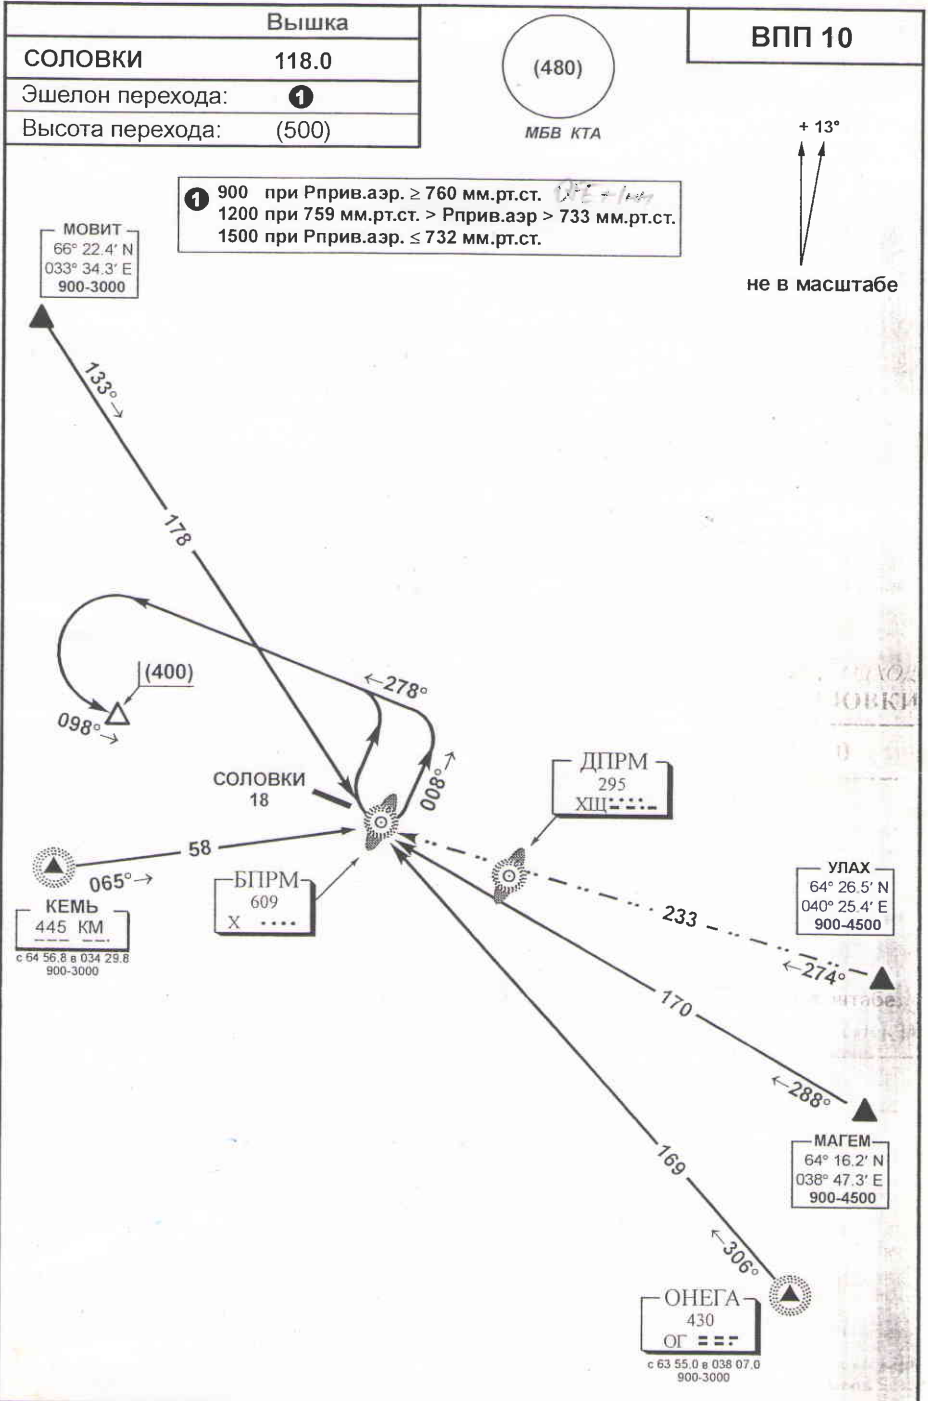 Вышка
СОЛОВКИ 118.0
Эшелон перехода: 1
Высота перехода: (500)
(480)
МБВ КТА
ВПП 10
+ 13°
не в масштабе
1 900 при Рприв.аэр. ≥ 760 мм.рт.ст.
1200 при 759 мм.рт.ст. > Рприв.аэр > 733 мм.рт.ст.
1500 при Рприв.аэр. ≤ 732 мм.рт.ст.
МОВИТ
66° 22.4' N
033° 34.3' E
900-3000
133°→
178
(400)
098°→
←278°
008°→
СОЛОВКИ
18
ДПРМ
295
ХЩ
58
065°→
КЕМЬ
445 КМ
с 64 56.8 в 034 29.8
900-3000
БПРМ
609
Х
УЛАХ
64° 26.5' N
040° 25.4' E
900-4500
233
←274°
170
←288°
МАГЕМ
64° 16.2' N
038° 47.3' E
900-4500
169
←306°
ОНЕГА
430
ОГ
с 63 55.0 в 038 07.0
900-3000